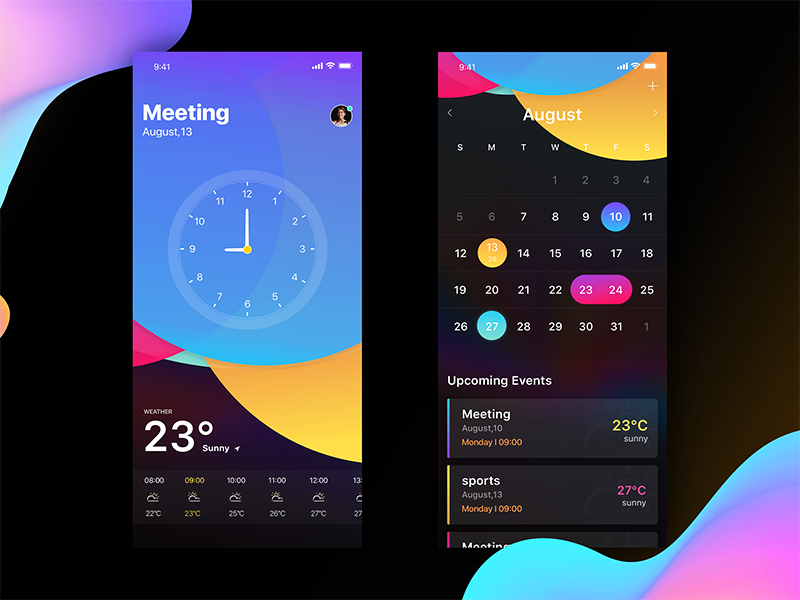 9:41
Meeting
August,13
12
11 1
10 2
9 3
8 4
7 5
6
WEATHER
23°
Sunny
08:00 09:00 10:00 11:00 12:00 13:
22°C 23°C 25°C 26°C 27°C 27
9:41
+
August
S M T W T F S
1 2 3 4
5 6 7 8 9 10 11
12 13 14 15 16 17 18
26
19 20 21 22 23 24 25
26 27 28 29 30 31 1
Upcoming Events
Meeting
August,10
Monday I 09:00
23°C
sunny
sports
August,13
Monday I 09:00
27°C
sunny
Meeting